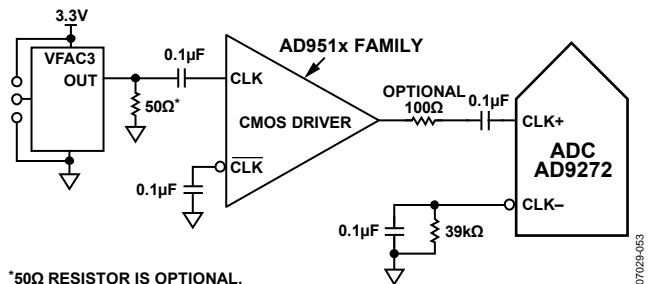 3.3V
VFAC3
OUT
0.1µF
50Ω*
AD951x FAMILY
CLK
CMOS DRIVER
CLK
0.1µF
OPTIONAL
100Ω
0.1µF
CLK+
ADC
AD9272
CLK–
0.1µF
39kΩ
*50Ω RESISTOR IS OPTIONAL.
07029-053